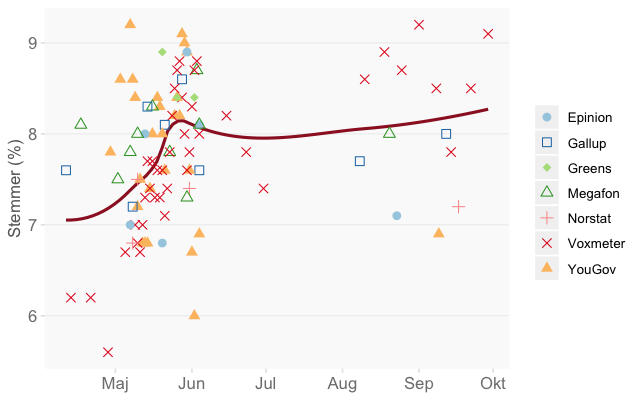 Stemmer (%)
9
8
7
6
Maj Jun Jul Aug Sep Okt
Epinion
Gallup
Greens
Megafon
Norstat
Voxmeter
YouGov